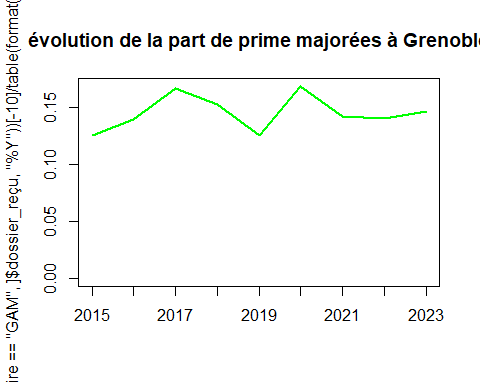 évolution de la part de prime majorées à Grenoble
ire == "GAM", ]$dossier_reçu, "%Y"))[-10]/table(format(
0.15
0.10
0.05
0.00
2015 2017 2019 2021 2023